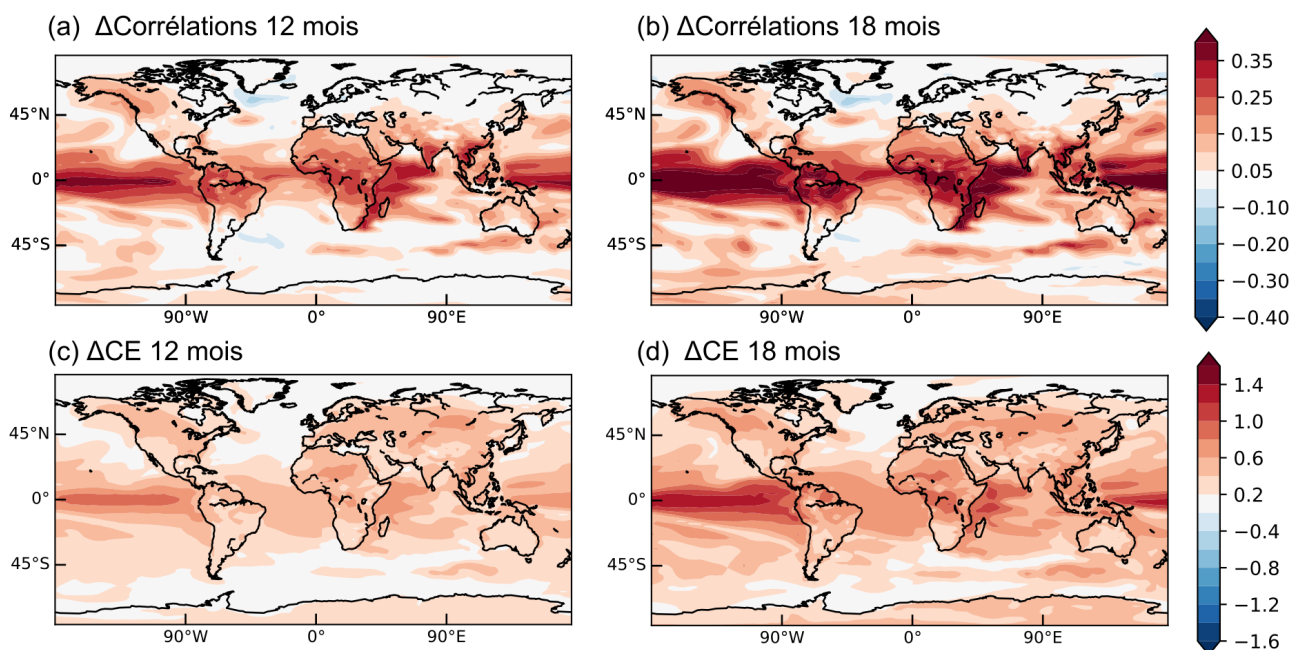 (a) ΔCorrélations 12 mois
(b) ΔCorrélations 18 mois
45°N
0°
45°S
90°W
0°
90°E
90°W
0°
90°E
0.35
0.25
0.15
0.05
−0.10
−0.20
−0.30
−0.40
(c) ΔCE 12 mois
(d) ΔCE 18 mois
45°N
0°
45°S
90°W
0°
90°E
45°N
0°
45°S
90°W
0°
90°E
1.4
1.0
0.6
0.2
−0.4
−0.8
−1.2
−1.6